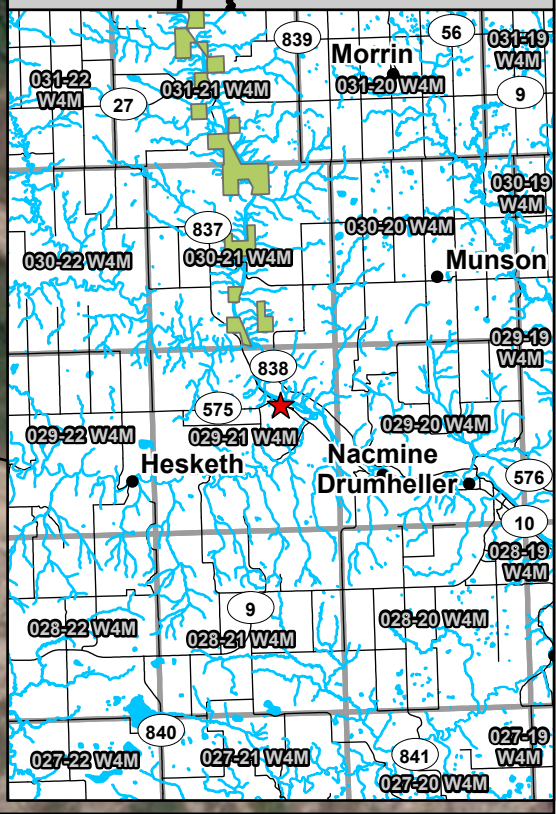 839
56
031-19
W4M
Morrin
031-22
W4M
031-21 W4M
031-20 W4M
27
9
030-19
W4M
837
030-20 W4M
030-22 W4M
030-21 W4M
Munson
029-19
W4M
838
575
029-20 W4M
029-22 W4M
029-21 W4M
Hesketh
Nacmine
Drumheller
576
10
028-19
W4M
9
028-22 W4M
028-21 W4M
028-20 W4M
840
027-19
W4M
027-22 W4M
027-21 W4M
841
027-20 W4M